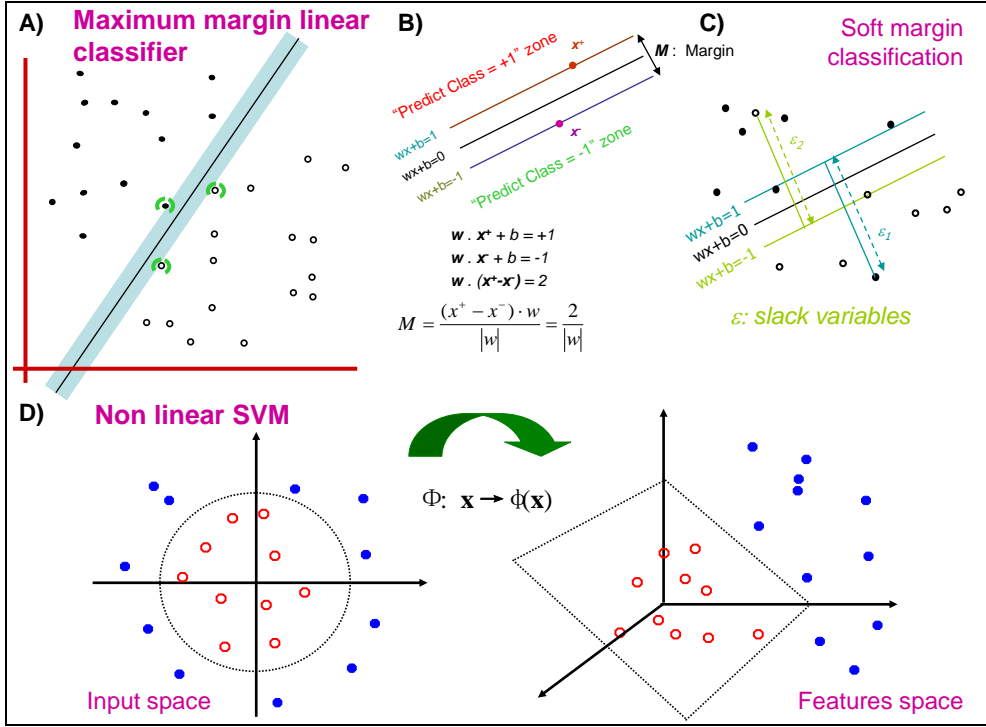 A)
Maximum margin linear
classifier
B)
"Predict Class = +1" zone
x⁺
M : Margin
wx+b=1
wx+b=0
wx+b=-1
x⁻
"Predict Class = -1" zone
w . x⁺ + b = +1
w . x⁻ + b = -1
w . (x⁺-x⁻) = 2
M = (x⁺ − x⁻) · w / |w| = 2 / |w|
C)
Soft margin
classification
ε₂
wx+b=1
wx+b=0
wx+b=-1
ε₁
ε: slack variables
D)
Non linear SVM
Φ: x → ϕ(x)
Input space
Features space